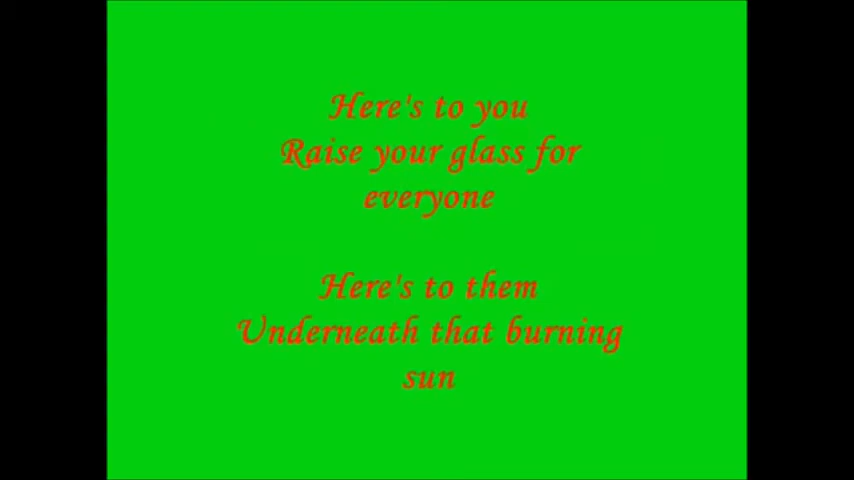 Here's to you
Raise your glass for
everyone
Here's to them
Underneath that burning
sun